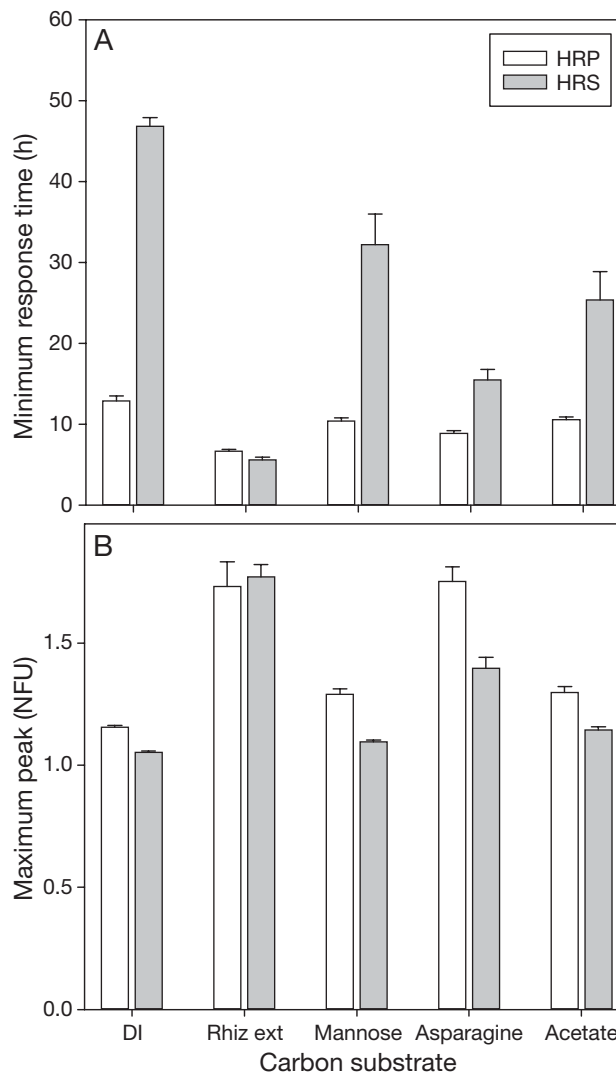 A
HRP
HRS
Minimum response time (h)
60
50
40
30
20
10
0
B
Maximum peak (NFU)
1.5
1.0
0.5
0.0
DI Rhiz ext Mannose Asparagine Acetate
Carbon substrate